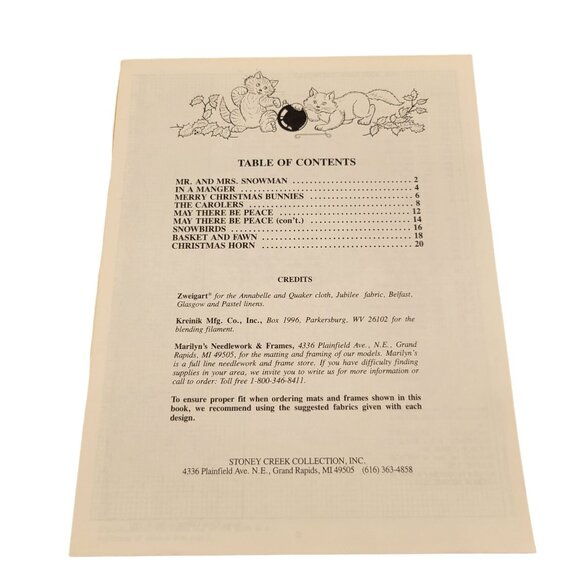 TABLE OF CONTENTS
MR. AND MRS. SNOWMAN .............................. 2
IN A MANGER .......................................... 4
MERRY CHRISTMAS BUNNIES ........................... 6
THE CAROLERS ........................................ 8
MAY THERE BE PEACE ................................. 12
MAY THERE BE PEACE (con't.) .......................... 14
SNOWBIRDS ........................................... 16
BASKET AND FAWN .................................... 18
CHRISTMAS HORN ..................................... 20
CREDITS
Zweigart® for the Annabelle and Quaker cloth, Jubilee fabric, Belfast,
Glasgow and Pastel linens.
Kreinik Mfg. Co., Inc., Box 1996, Parkersburg, WV 26102 for the
blending filament.
Marilyn's Needlework & Frames, 4336 Plainfield Ave., N.E., Grand
Rapids, MI 49505, for the matting and framing of our models. Marilyn's
is a full line needlework and frame store. If you have difficulty finding
supplies in your area, we invite you to write us for more information or
call to order: Toll free 1-800-346-8411.
To ensure proper fit when ordering mats and frames shown in this
book, we recommend using the suggested fabrics given with each
design.
STONEY CREEK COLLECTION, INC.
4336 Plainfield Ave. N.E., Grand Rapids, MI 49505 (616) 363-4858